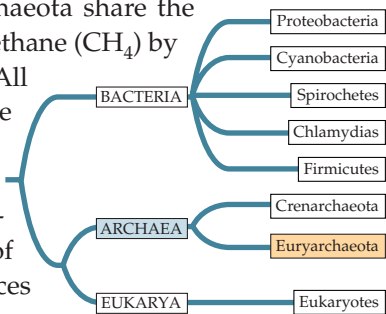 haeota share the
ethane (CH₄) by
All
e
-
of
ces
BACTERIA
ARCHAEA
EUKARYA
Proteobacteria
Cyanobacteria
Spirochetes
Chlamydias
Firmicutes
Crenarchaeota
Euryarchaeota
Eukaryotes